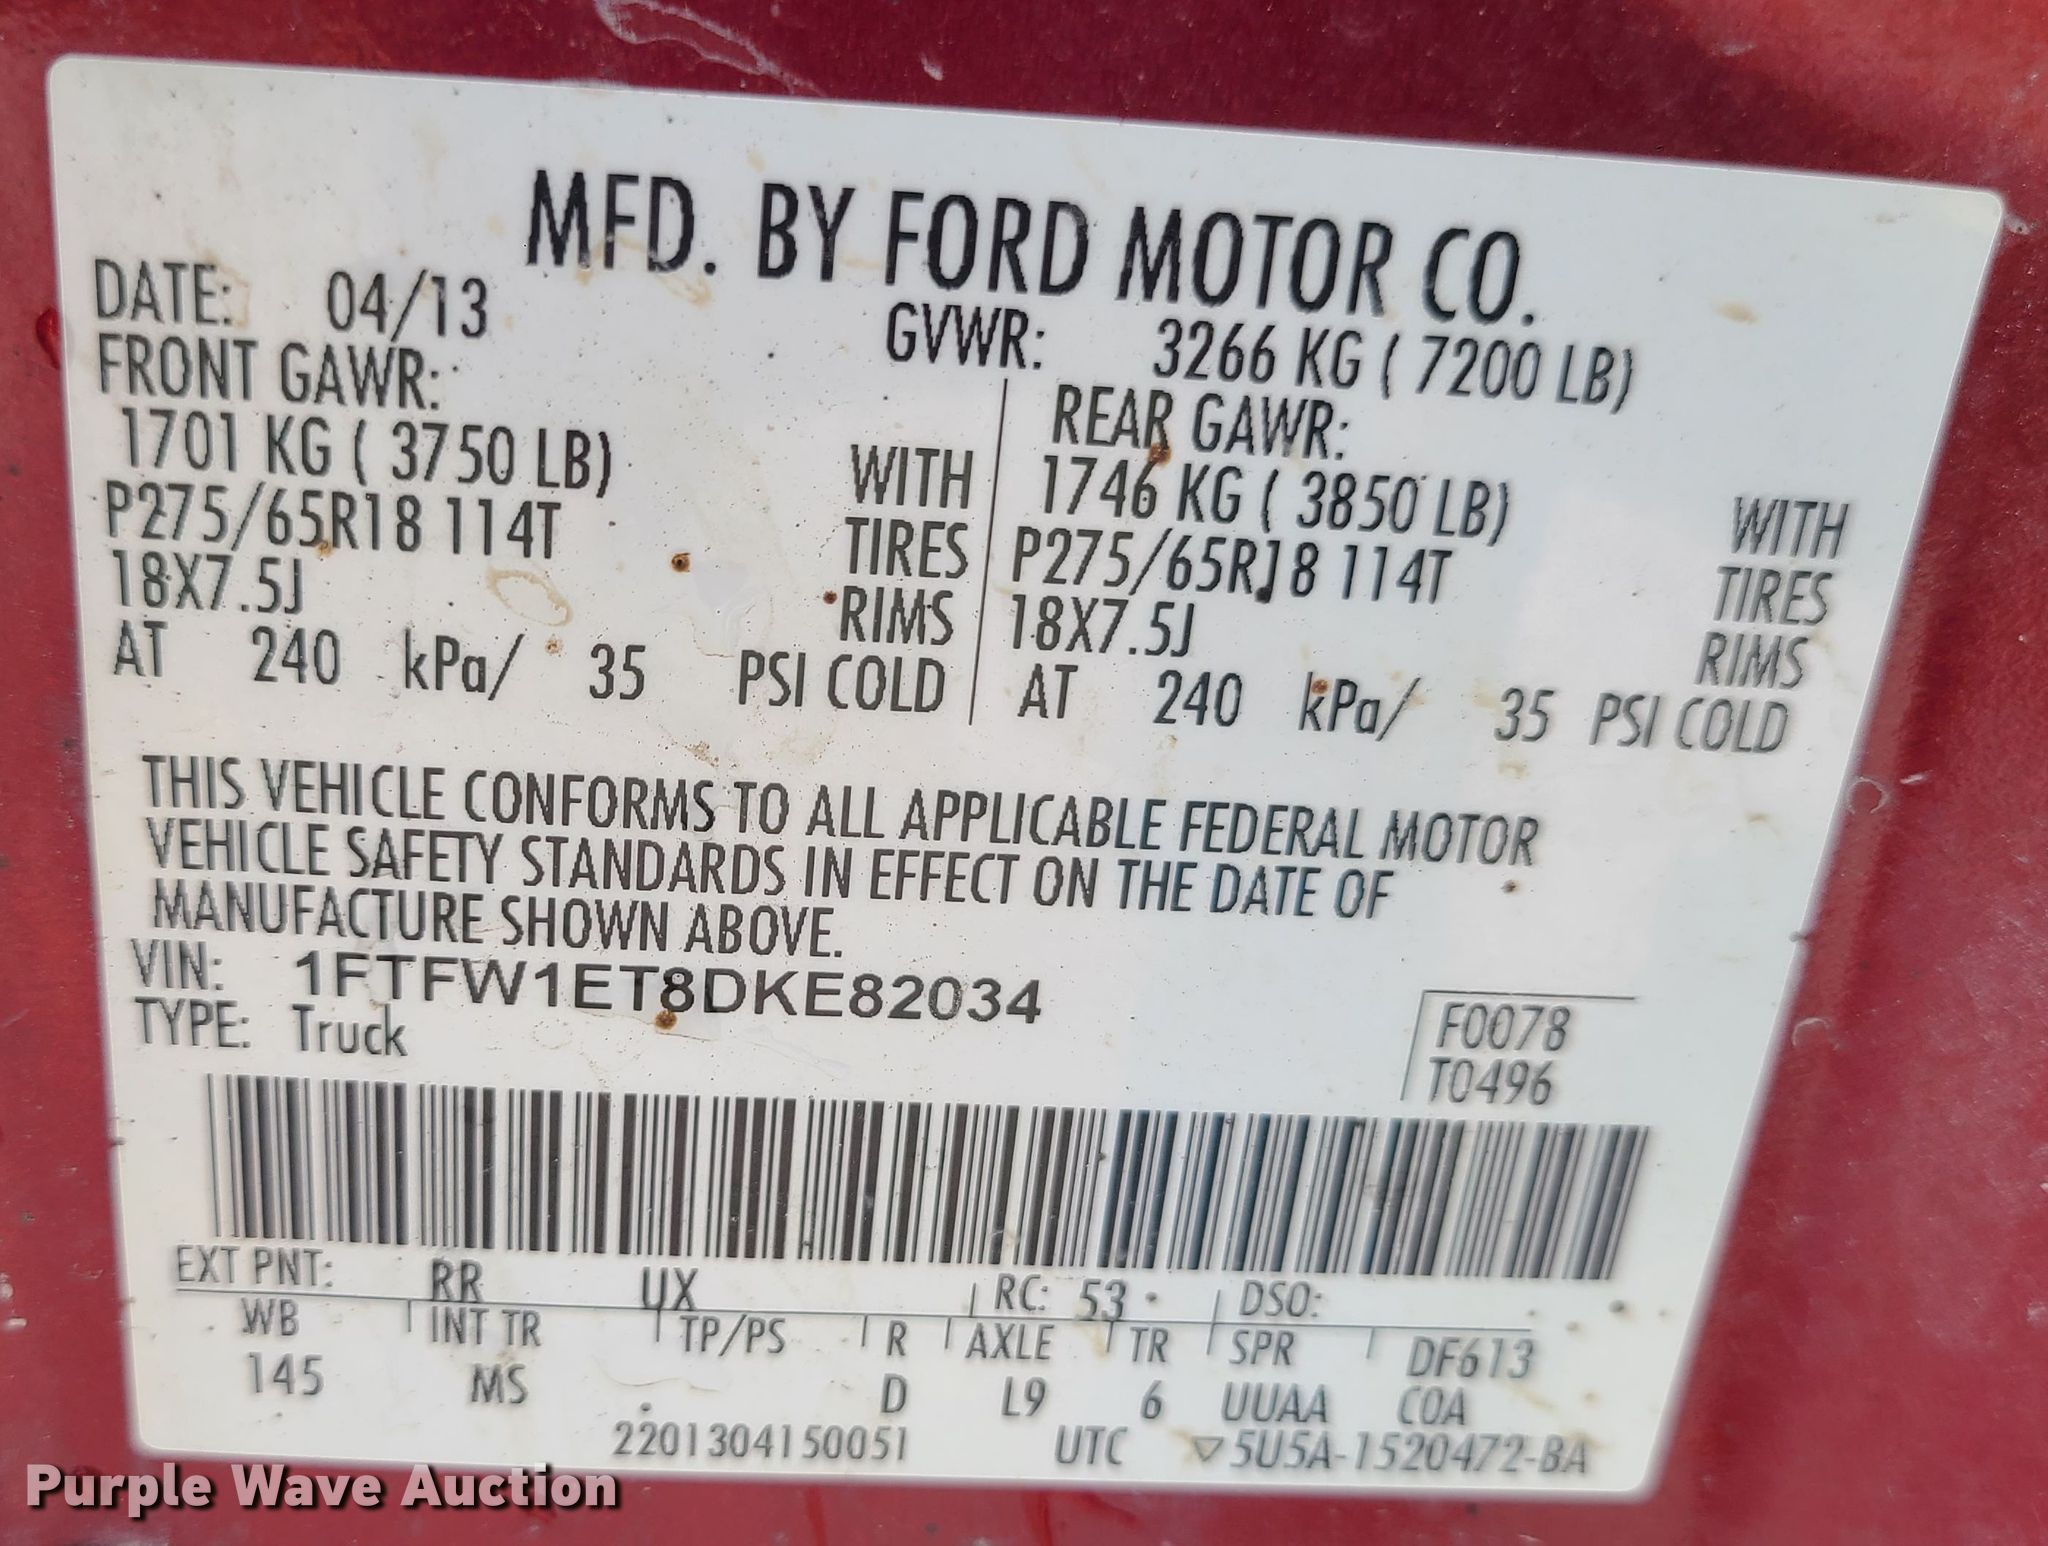 MFD. BY FORD MOTOR CO.
DATE: 04/13
GVWR: 3266 KG ( 7200 LB)
FRONT GAWR:
1701 KG ( 3750 LB) WITH
P275/65R18 114T TIRES
18X7.5J RIMS
AT 240 kPa/ 35 PSI COLD
REAR GAWR:
1746 KG ( 3850 LB) WITH
P275/65R18 114T TIRES
18X7.5J RIMS
AT 240 kPa/ 35 PSI COLD
THIS VEHICLE CONFORMS TO ALL APPLICABLE FEDERAL MOTOR
VEHICLE SAFETY STANDARDS IN EFFECT ON THE DATE OF
MANUFACTURE SHOWN ABOVE.
VIN: 1FTFW1ET8DKE82034
TYPE: Truck
F0078
T0496
EXT PNT: RR UX RC: 53 DSO:
WB INT TR TP/PS R AXLE TR SPR DF613
145 MS D L9 6 UUAA COA
2201304150051 UTC ▽5U5A-1520472-BA
Purple Wave Auction